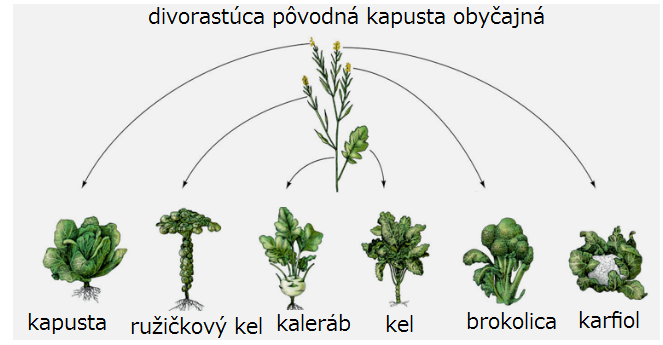 divorastúca pôvodná kapusta obyčajná
kapusta
ružičkový kel
kaleráb
kel
brokolica
karfiol